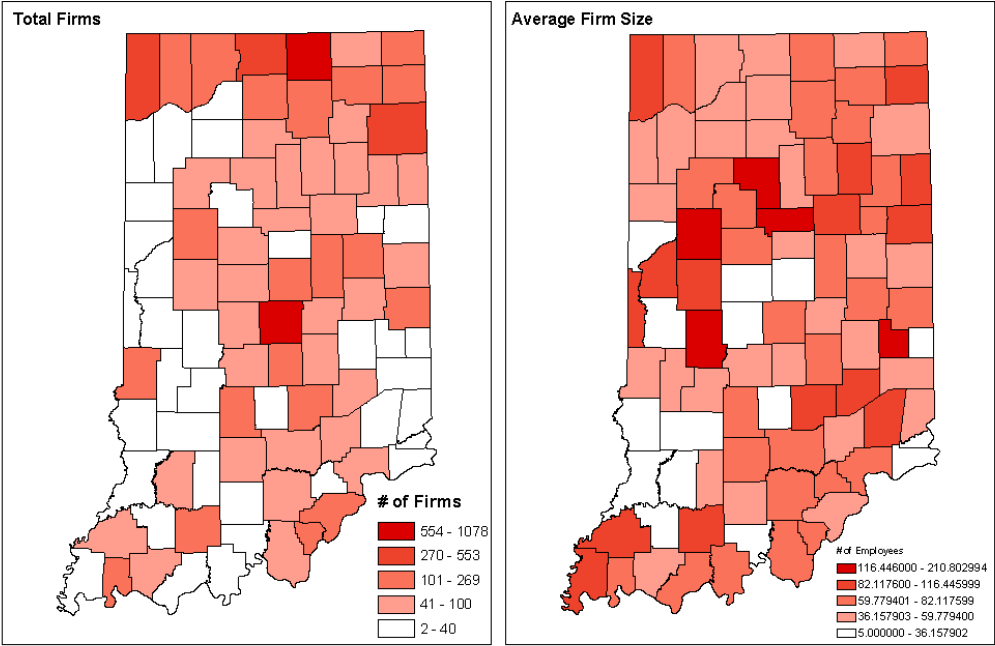 Total Firms
# of Firms
554 - 1078
270 - 553
101 - 269
41 - 100
2 - 40
Average Firm Size
# of Employees
116.446000 - 210.802994
82.117600 - 116.445999
59.779401 - 82.117599
36.157903 - 59.779400
5.000000 - 36.157902